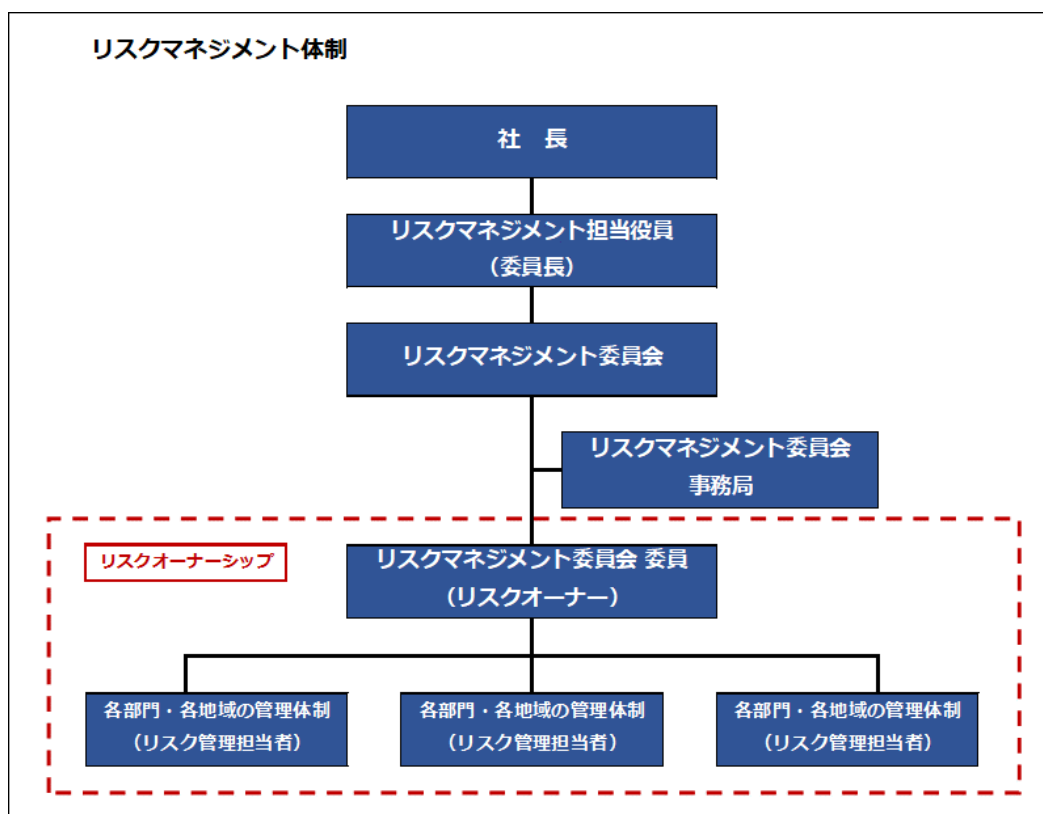 リスクマネジメント体制
社　長
リスクマネジメント担当役員
（委員長）
リスクマネジメント委員会
リスクマネジメント委員会
事務局
リスクオーナーシップ
リスクマネジメント委員会 委員
（リスクオーナー）
各部門・各地域の管理体制
（リスク管理担当者）
各部門・各地域の管理体制
（リスク管理担当者）
各部門・各地域の管理体制
（リスク管理担当者）